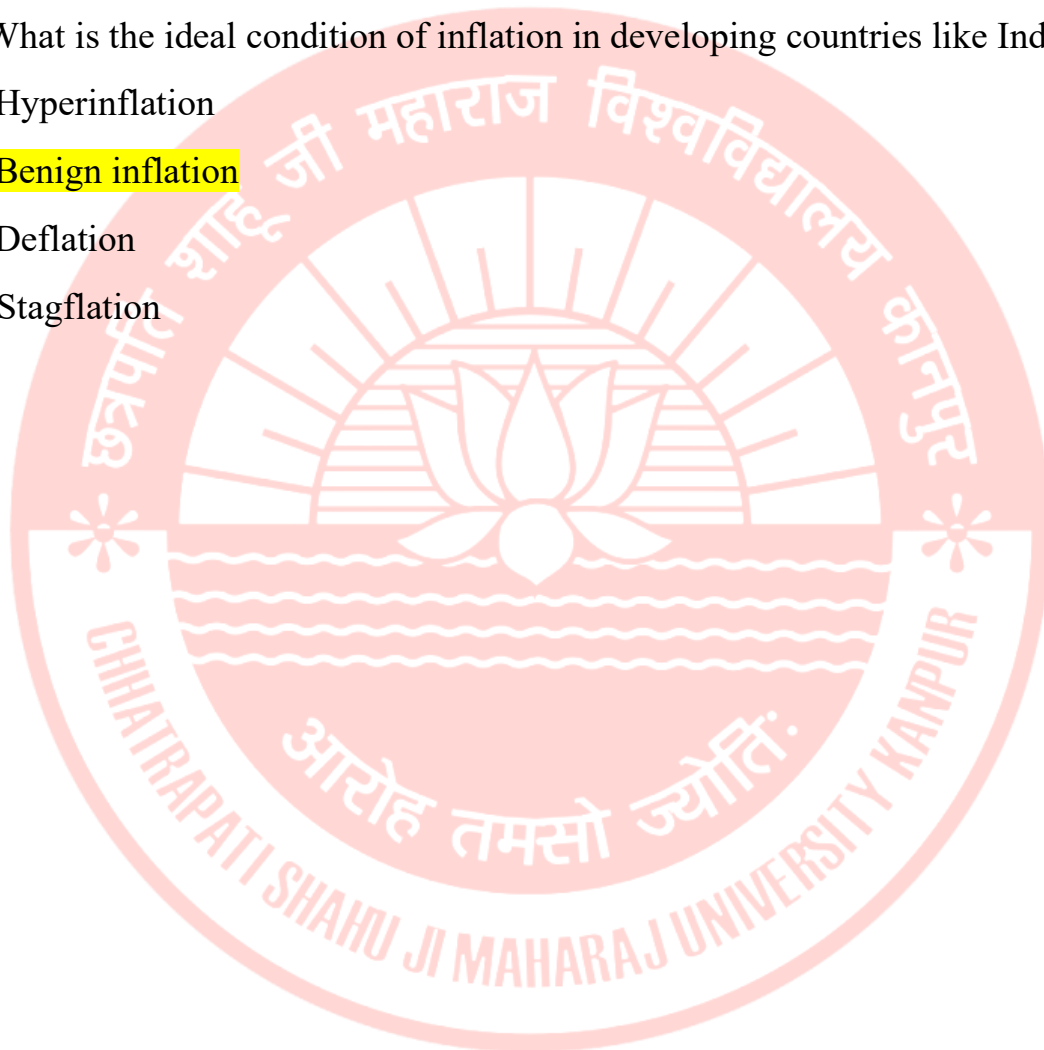 What is the ideal condition of inflation in developing countries like Ind
Hyperinflation
Benign inflation
Deflation
Stagflation
छत्रपति शाहू जी महाराज विश्वविद्यालय कानपुर
आरोह तमसो ज्योतिः
CHHATRAPATI SHAHU JI MAHARAJ UNIVERSITY KANPUR